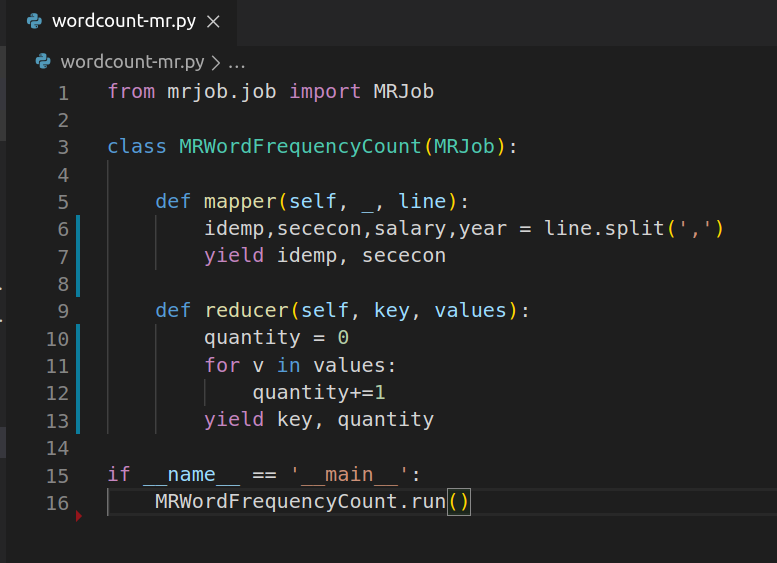 wordcount-mr.py ×
wordcount-mr.py > ...
1 from mrjob.job import MRJob
2
3 class MRWordFrequencyCount(MRJob):
4
5     def mapper(self, _, line):
6         idemp,sececon,salary,year = line.split(',')
7         yield idemp, sececon
8
9     def reducer(self, key, values):
10         quantity = 0
11         for v in values:
12             quantity+=1
13         yield key, quantity
14
15 if __name__ == '__main__':
16     MRWordFrequencyCount.run()